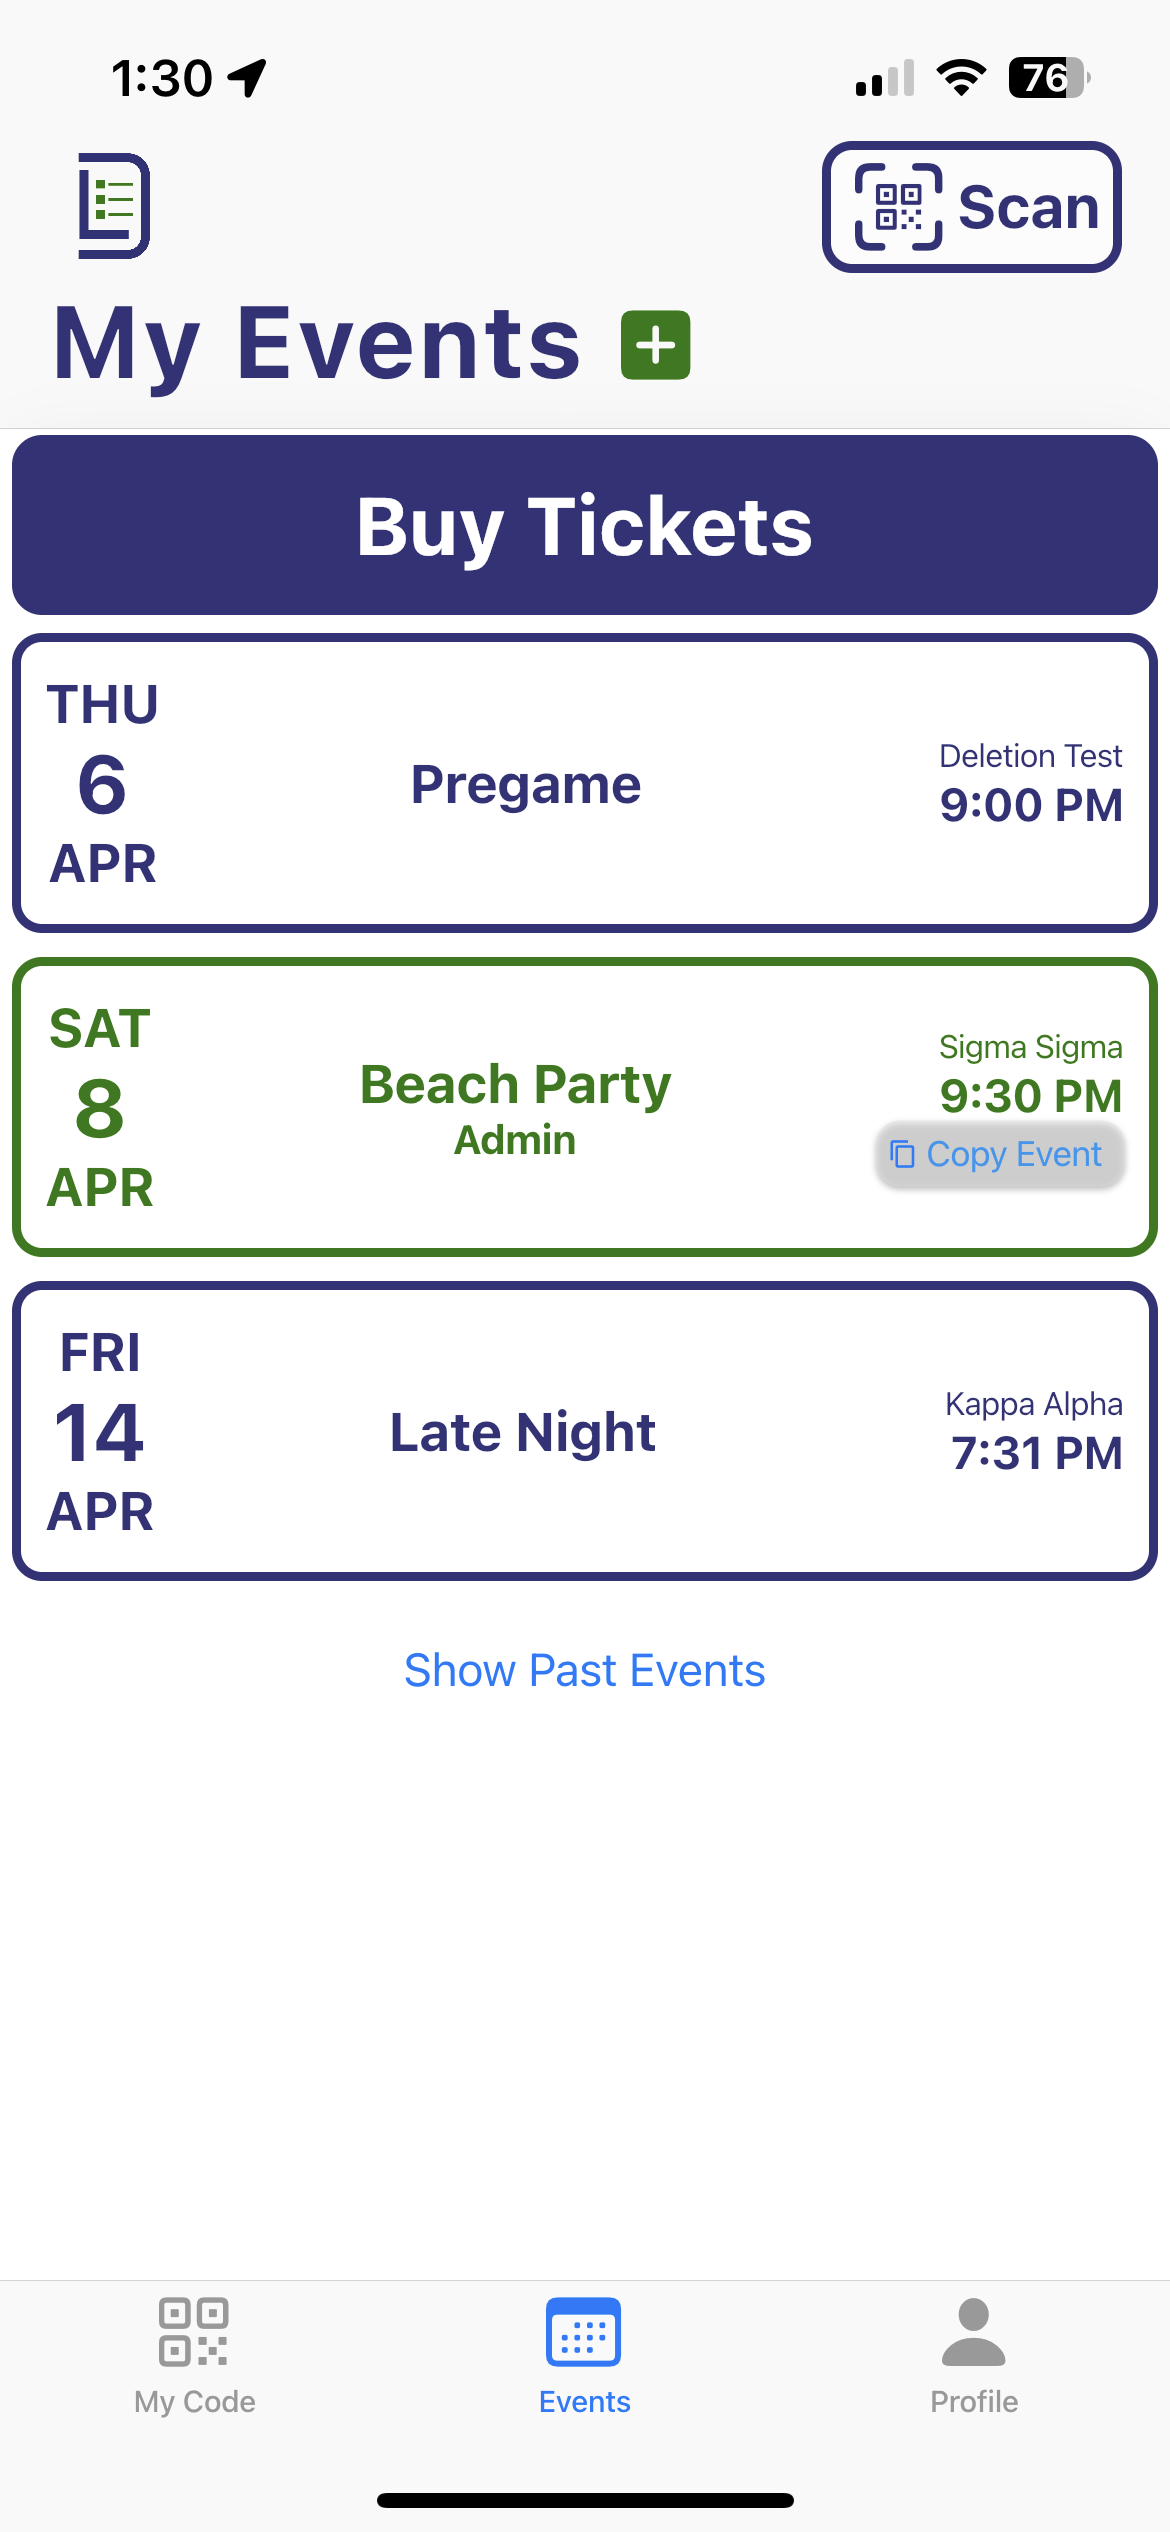 1:30
76
Scan
My Events
Buy Tickets
THU
6
APR
Pregame
Deletion Test
9:00 PM
SAT
8
APR
Beach Party
Admin
Sigma Sigma
9:30 PM
Copy Event
FRI
14
APR
Late Night
Kappa Alpha
7:31 PM
Show Past Events
My Code
Events
Profile